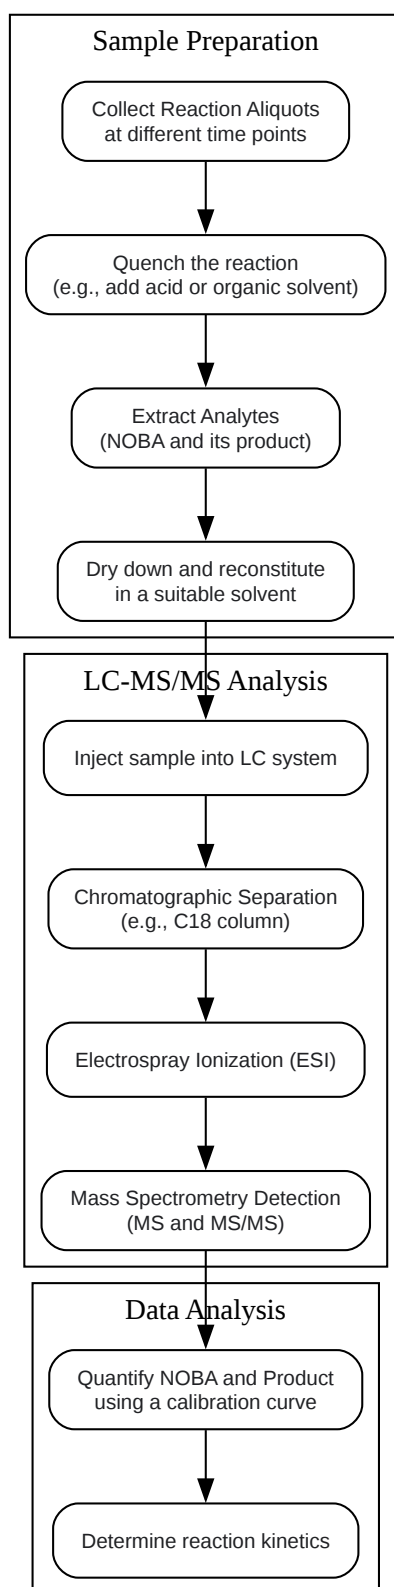 Sample Preparation
Collect Reaction Aliquots
at different time points
Quench the reaction
(e.g., add acid or organic solvent)
Extract Analytes
(NOBA and its product)
Dry down and reconstitute
in a suitable solvent
LC-MS/MS Analysis
Inject sample into LC system
Chromatographic Separation
(e.g., C18 column)
Electrospray Ionization (ESI)
Mass Spectrometry Detection
(MS and MS/MS)
Data Analysis
Quantify NOBA and Product
using a calibration curve
Determine reaction kinetics